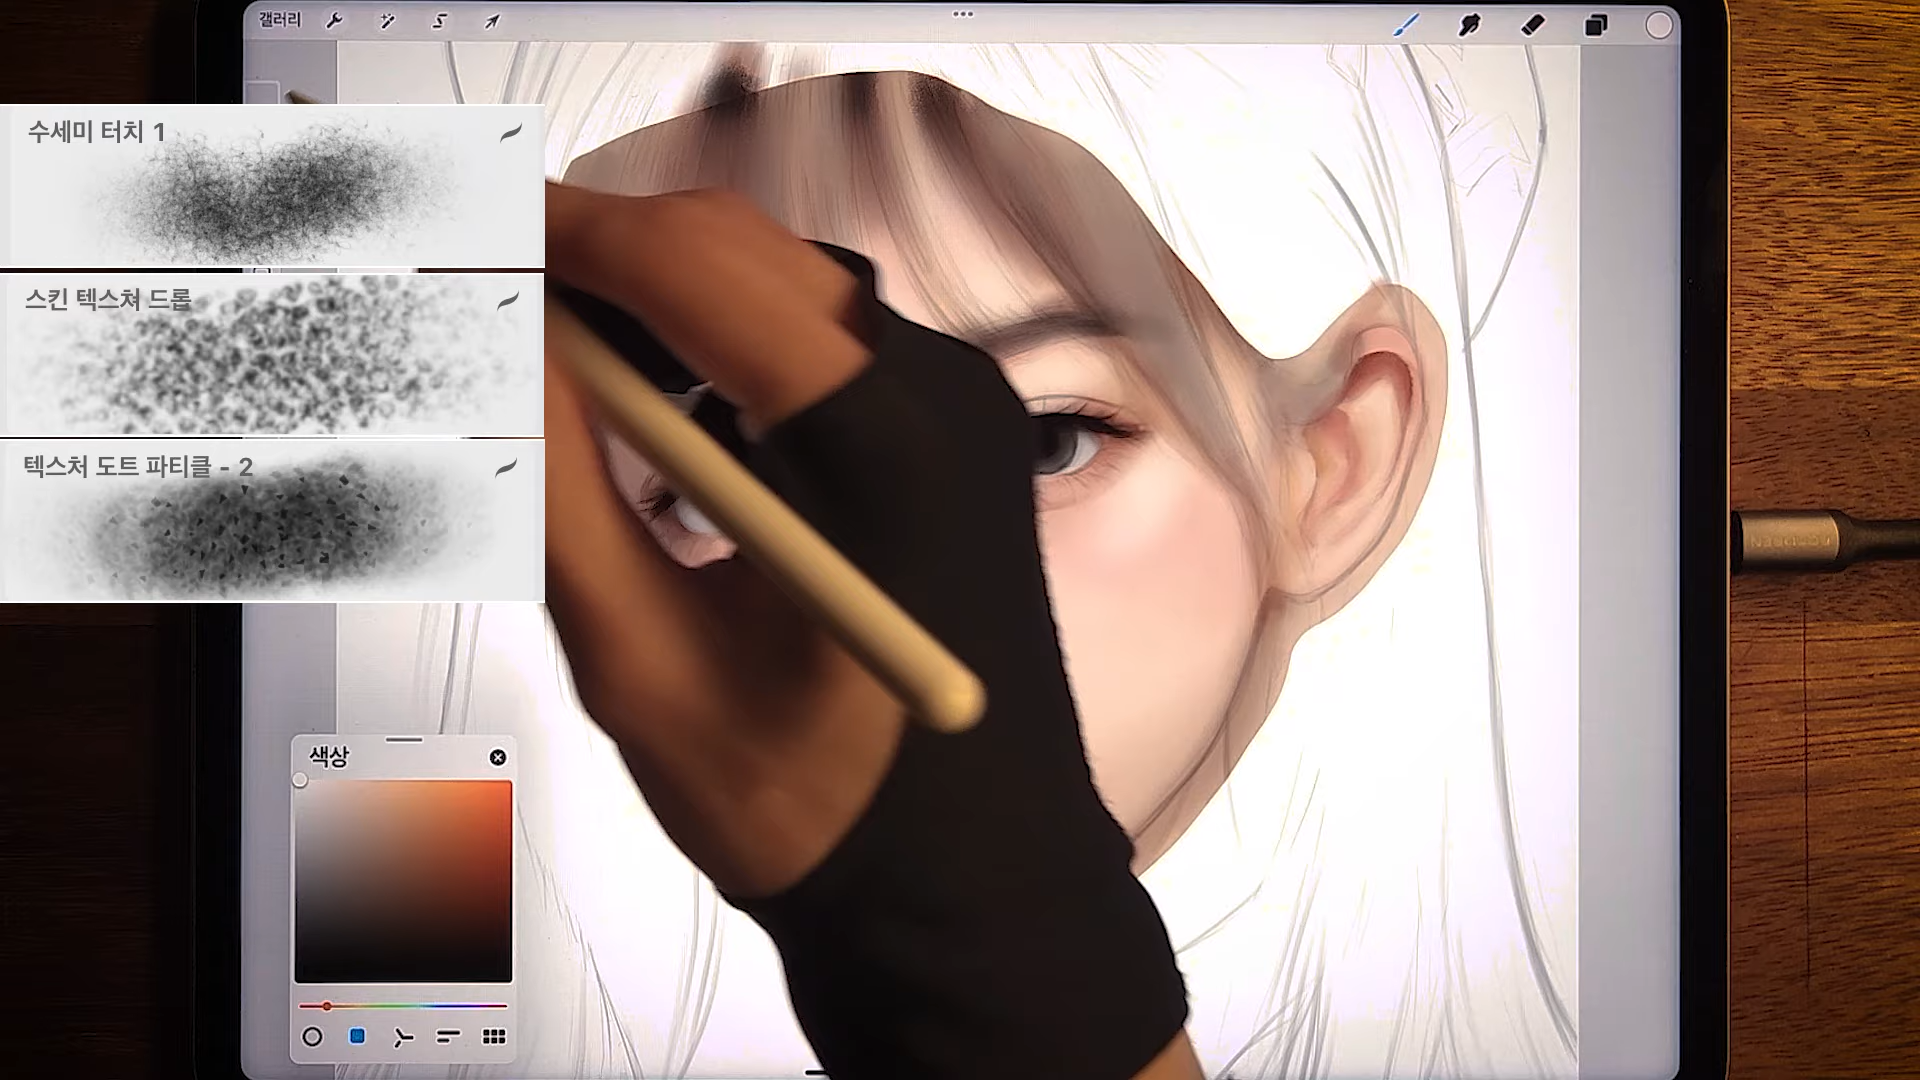 갤러리
수세미 터치 1
스킨 텍스쳐 드롭
텍스처 도트 파티클 - 2
색상